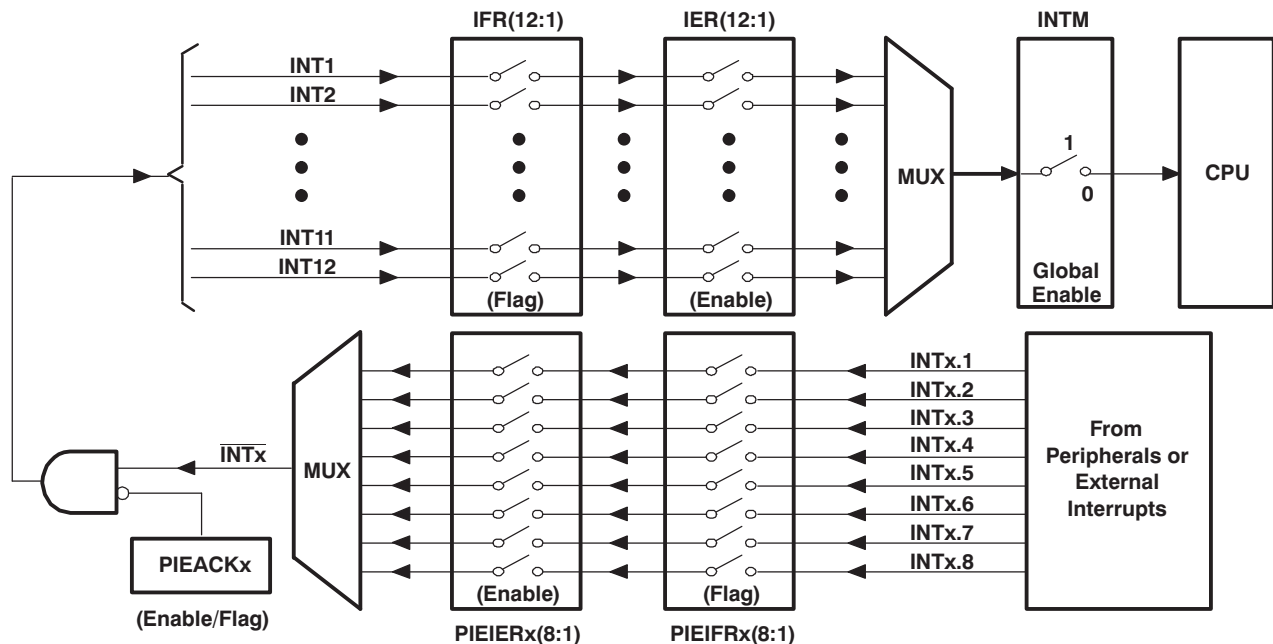 IFR(12:1)
IER(12:1)
INTM
INT1
INT2
1
MUX
CPU
0
INT11
INT12
Global
Enable
(Flag)
(Enable)
INTx.1
INTx.2
INTx.3
INTx.4
INTx.5
INTx.6
INTx.7
INTx.8
From
Peripherals or
External
Interrupts
INTx
MUX
PIEACKx
(Enable/Flag)
(Enable)
(Flag)
PIEIERx(8:1)
PIEIFRx(8:1)